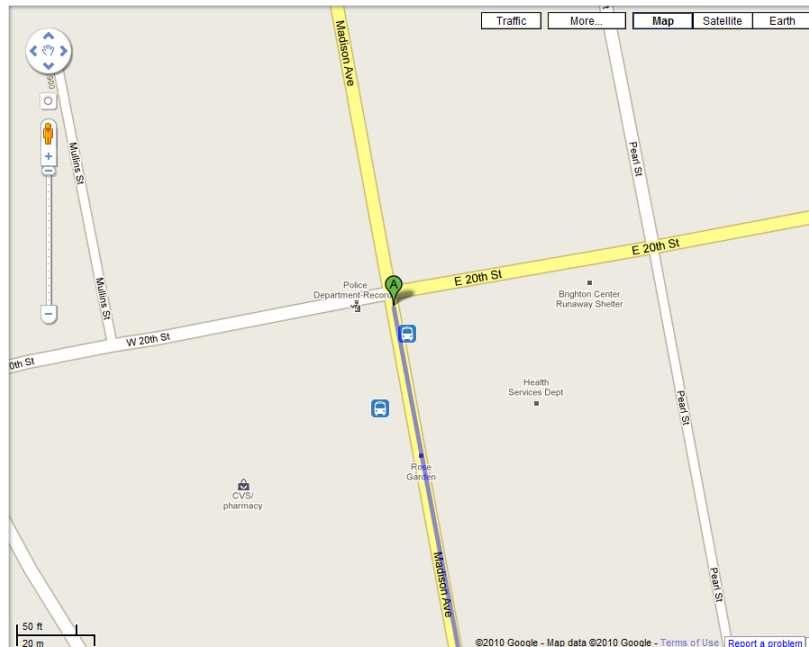 Traffic
More...
Map
Satellite
Earth
Madison Ave
Mullins St
Pearl St
E 20th St
E 20th St
A
Police
Department-Record
Brighton Center
Runaway Shelter
Mullins St
W 20th St
0th St
Health
Services Dept
Pearl St
Rose
Garden
CVS/
pharmacy
Madison Ave
Pearl St
50 ft
20 m
©2010 Google - Map data ©2010 Google - Terms of Use
Report a problem